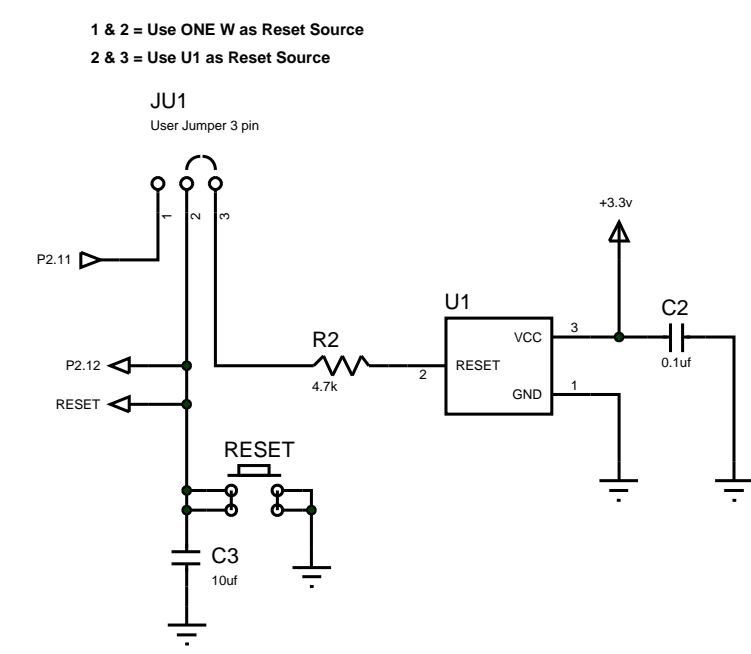 1 & 2 = Use ONE W as Reset Source
2 & 3 = Use U1 as Reset Source
JU1
User Jumper 3 pin
1
2
3
P2.11
+3.3v
U1
C2
VCC
3
0.1uf
R2
4.7k
2
RESET
GND
1
P2.12
RESET
RESET
C3
10uf